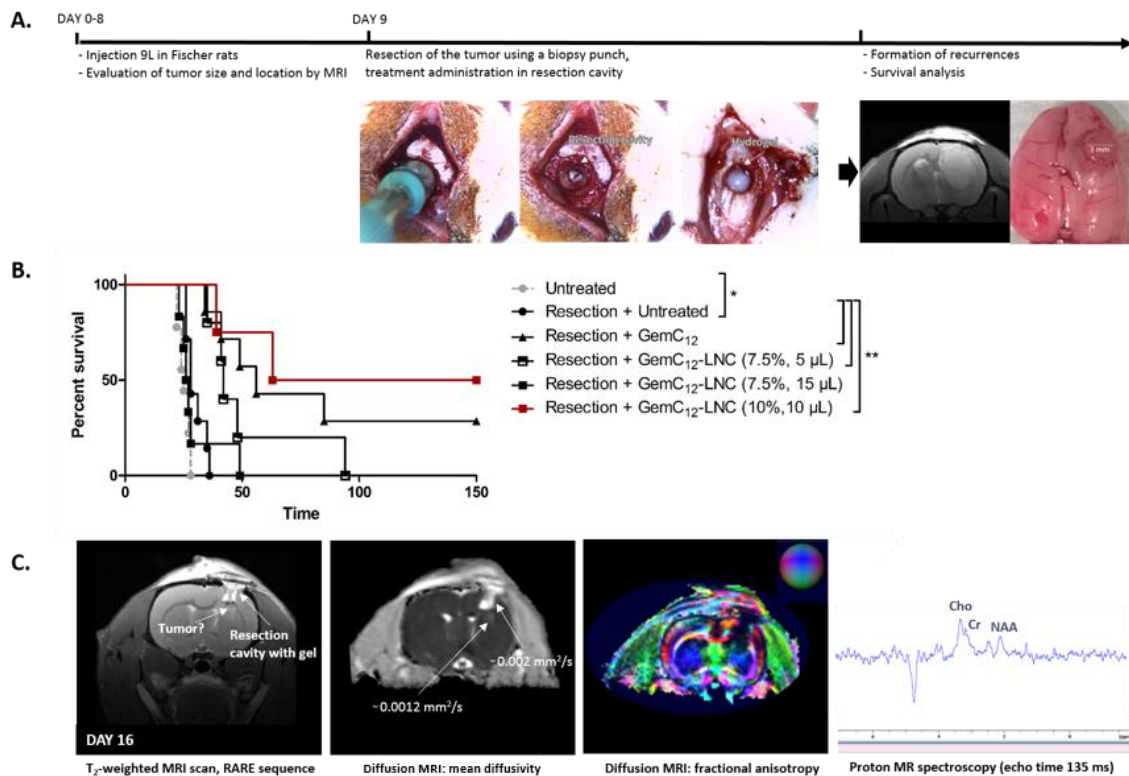 A.
DAY 0-8
DAY 9
- Injection 9L in Fischer rats
- Evaluation of tumor size and location by MRI
Resection of the tumor using a biopsy punch,
treatment administration in resection cavity
- Formation of recurrences
- Survival analysis
Resection cavity
Hydrogel
B.
Percent survival
100
50
0
0
50
100
150
Time
Untreated
Resection + Untreated
Resection + GemC12
Resection + GemC12-LNC (7.5%, 5 µL)
Resection + GemC12-LNC (7.5%, 15 µL)
Resection + GemC12-LNC (10%,10 µL)
*
**
C.
Tumor?
Resection
cavity with gel
DAY 16
~0.002 mm²/s
~0.0012 mm²/s
Cho
Cr
NAA
T2-weighted MRI scan, RARE sequence
Diffusion MRI: mean diffusivity
Diffusion MRI: fractional anisotropy
Proton MR spectroscopy (echo time 135 ms)